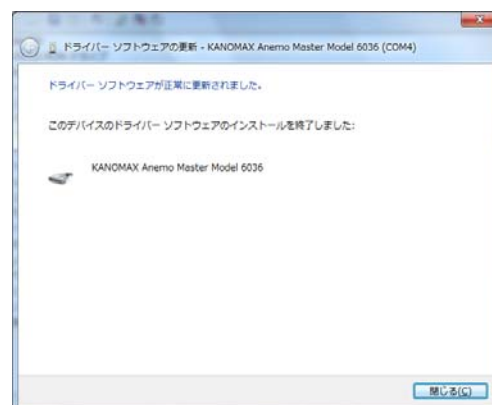 ドライバー ソフトウェアの更新 - KANOMAX Anemo Master Model 6036 (COM4)
ドライバー ソフトウェアが正常に更新されました。
このデバイスのドライバー ソフトウェアのインストールを終了しました:
KANOMAX Anemo Master Model 6036
閉じる(C)